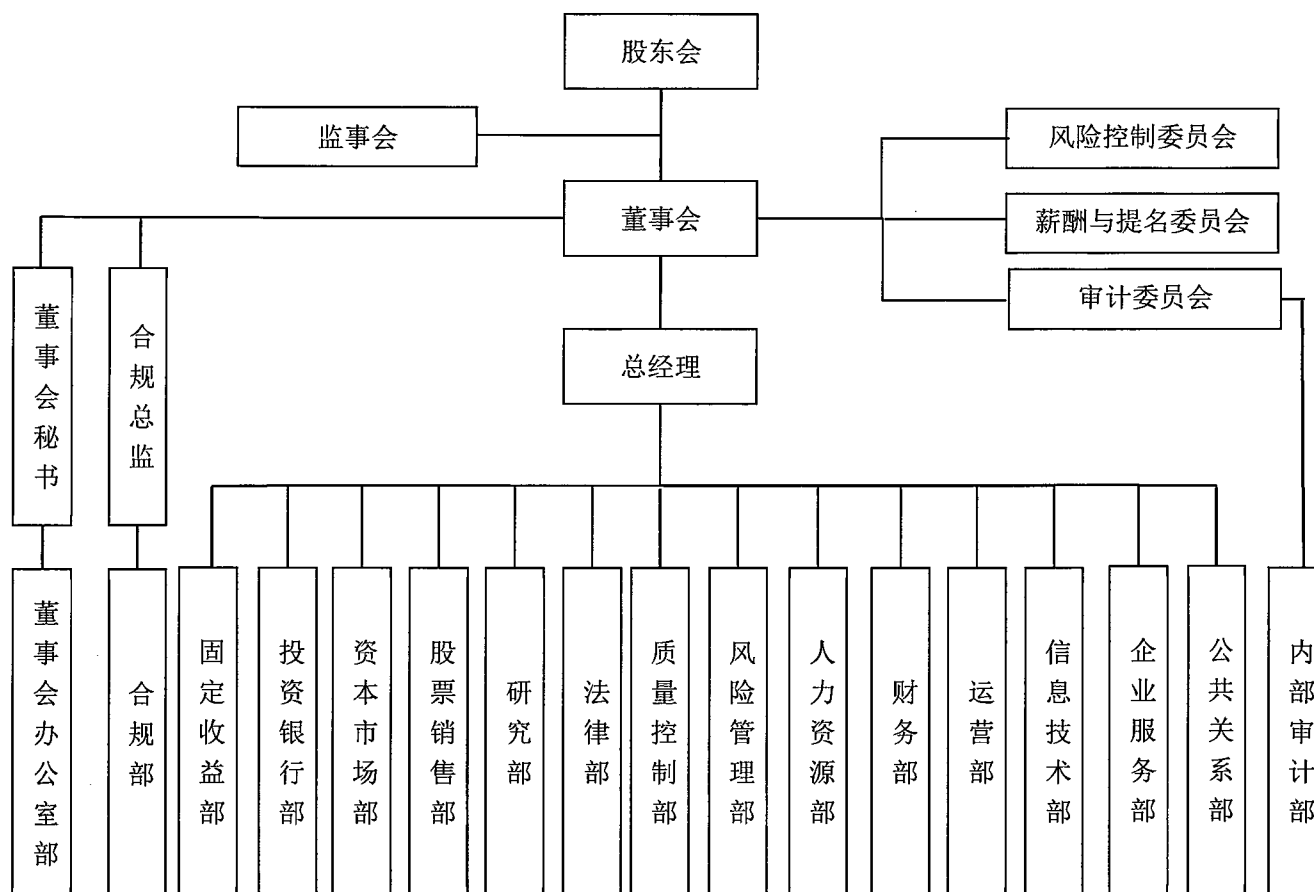 股东会
监事会
风险控制委员会
董事会
薪酬与提名委员会
审计委员会
董事会秘书
合规总监
总经理
董事会办公室部
合规部
固定收益部
投资银行部
资本市场部
股票销售部
研究部
法律部
质量控制部
风险管理部
人力资源部
财务部
运营部
信息技术部
企业服务部
公共关系部
内部审计部